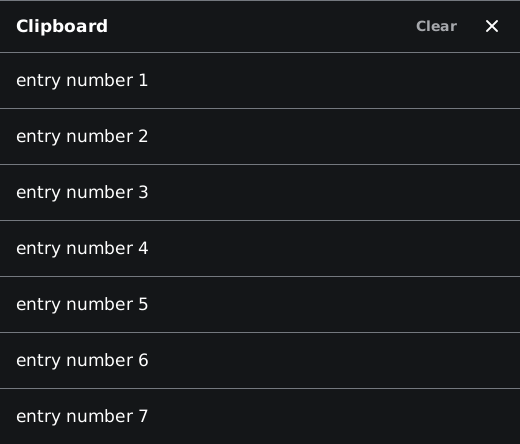 Clipboard Clear ✕
entry number 1
entry number 2
entry number 3
entry number 4
entry number 5
entry number 6
entry number 7